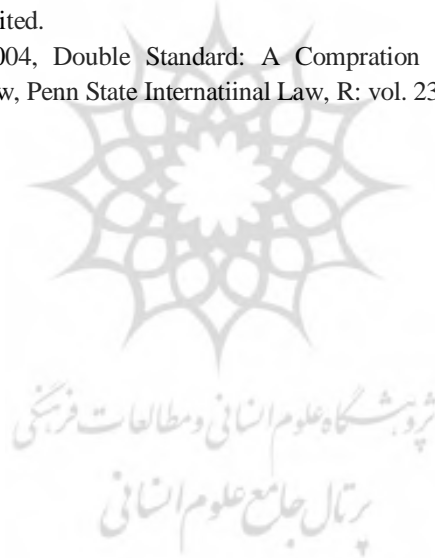 ited.
004, Double Standard: A Compration
w, Penn State Internatiinal Law, R: vol. 23
پژوهشگاه علوم انسانی و مطالعات فرهنگی
پرتال جامع علوم انسانی